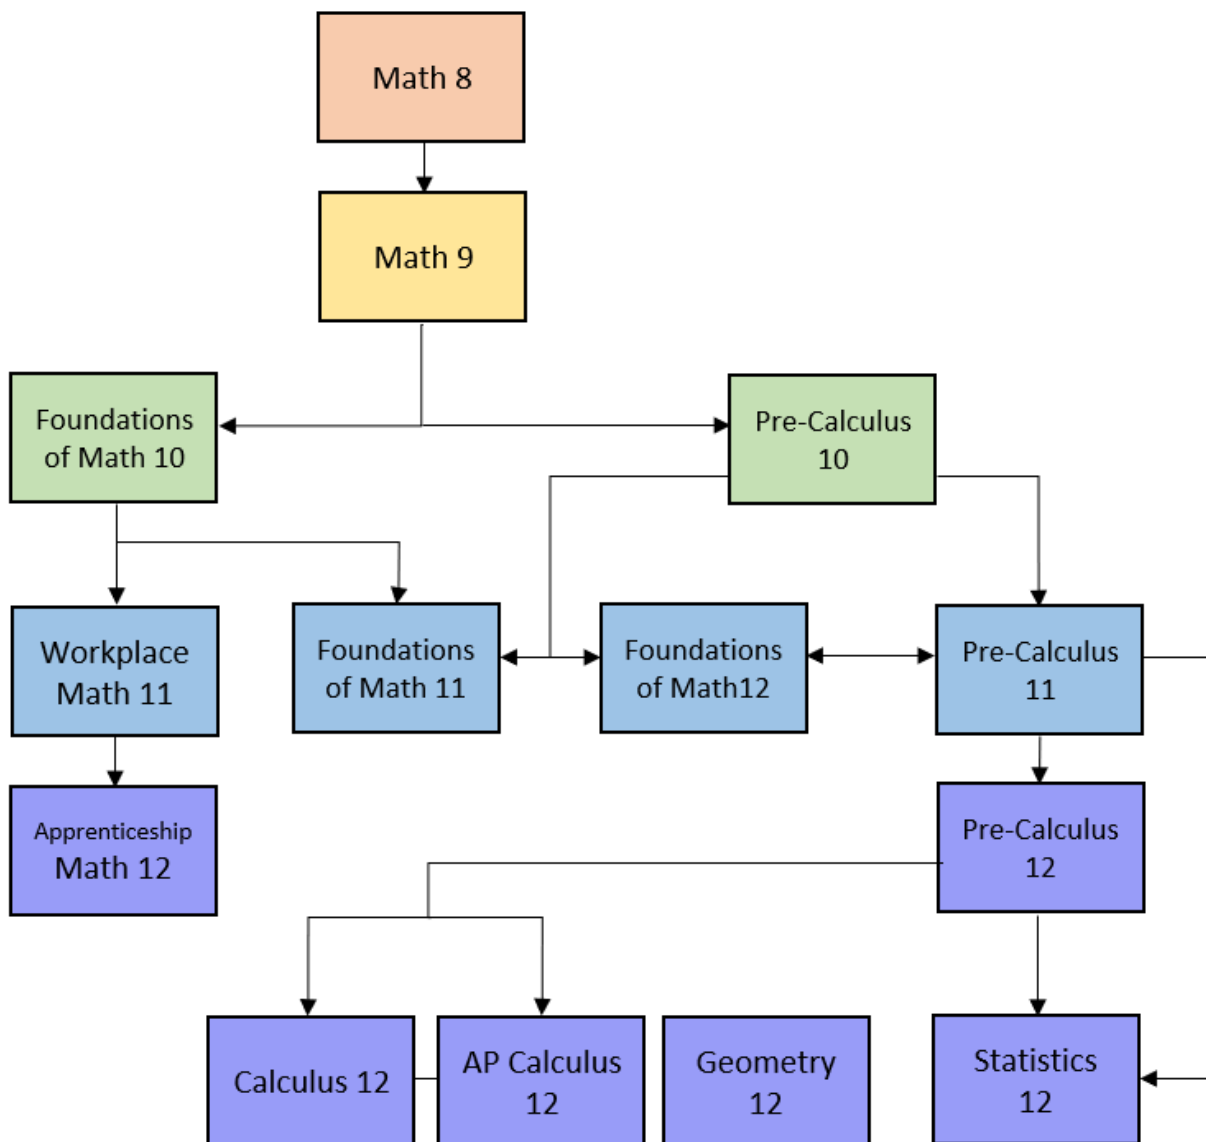 Math 8
Math 9
Foundations
of Math 10
Pre-Calculus
10
Workplace
Math 11
Foundations
of Math 11
Foundations
of Math12
Pre-Calculus
11
Apprenticeship
Math 12
Pre-Calculus
12
Calculus 12
AP Calculus
12
Geometry
12
Statistics
12